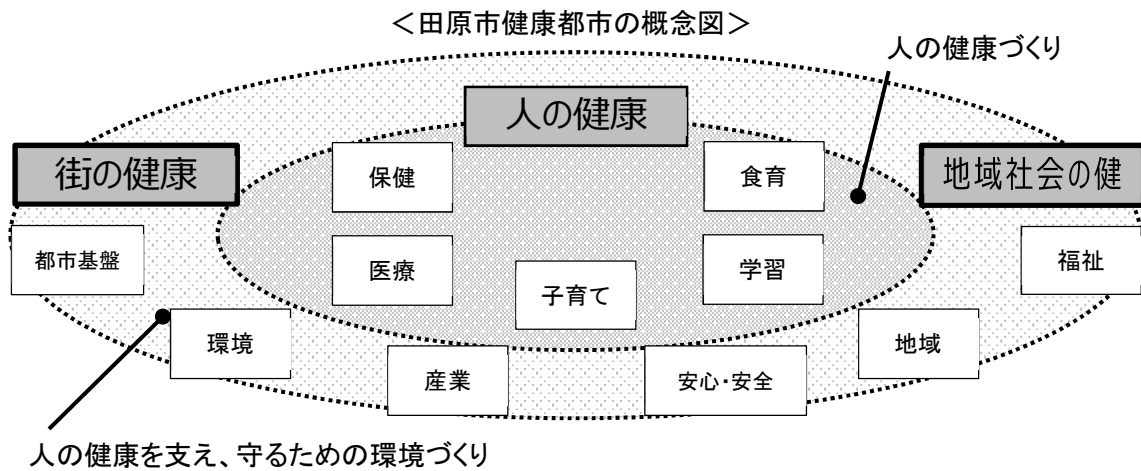 ＜田原市健康都市の概念図＞
人の健康づくり
人の健康
街の健康
地域社会の健
保健
食育
都市基盤
医療
子育て
学習
福祉
環境
産業
安心・安全
地域
人の健康を支え、守るための環境づくり